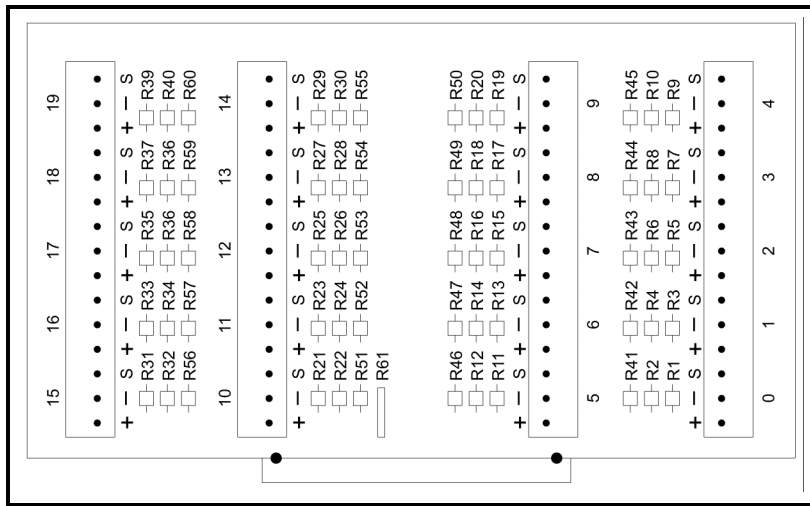 15 16 17 18 19
+ – S + – S + – S + – S + – S
R31 R33 R35 R37 R39
R32 R34 R36 R36 R40
R56 R57 R58 R59 R60
10 11 12 13 14
+ – S + – S + – S + – S + – S
R21 R23 R25 R27 R29
R22 R24 R26 R28 R30
R51 R52 R53 R54 R55
R61
R46 R47 R48 R49 R50
R12 R14 R16 R18 R20
R11 R13 R15 R17 R19
+ – S + – S + – S + – S + – S
5 6 7 8 9
R41 R42 R43 R44 R45
R2 R4 R6 R8 R10
R1 R3 R5 R7 R9
+ – S + – S + – S + – S + – S
0 1 2 3 4